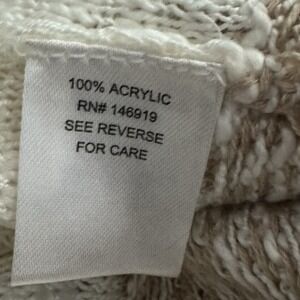 100% ACRYLIC
RN# 146919
SEE REVERSE
FOR CARE